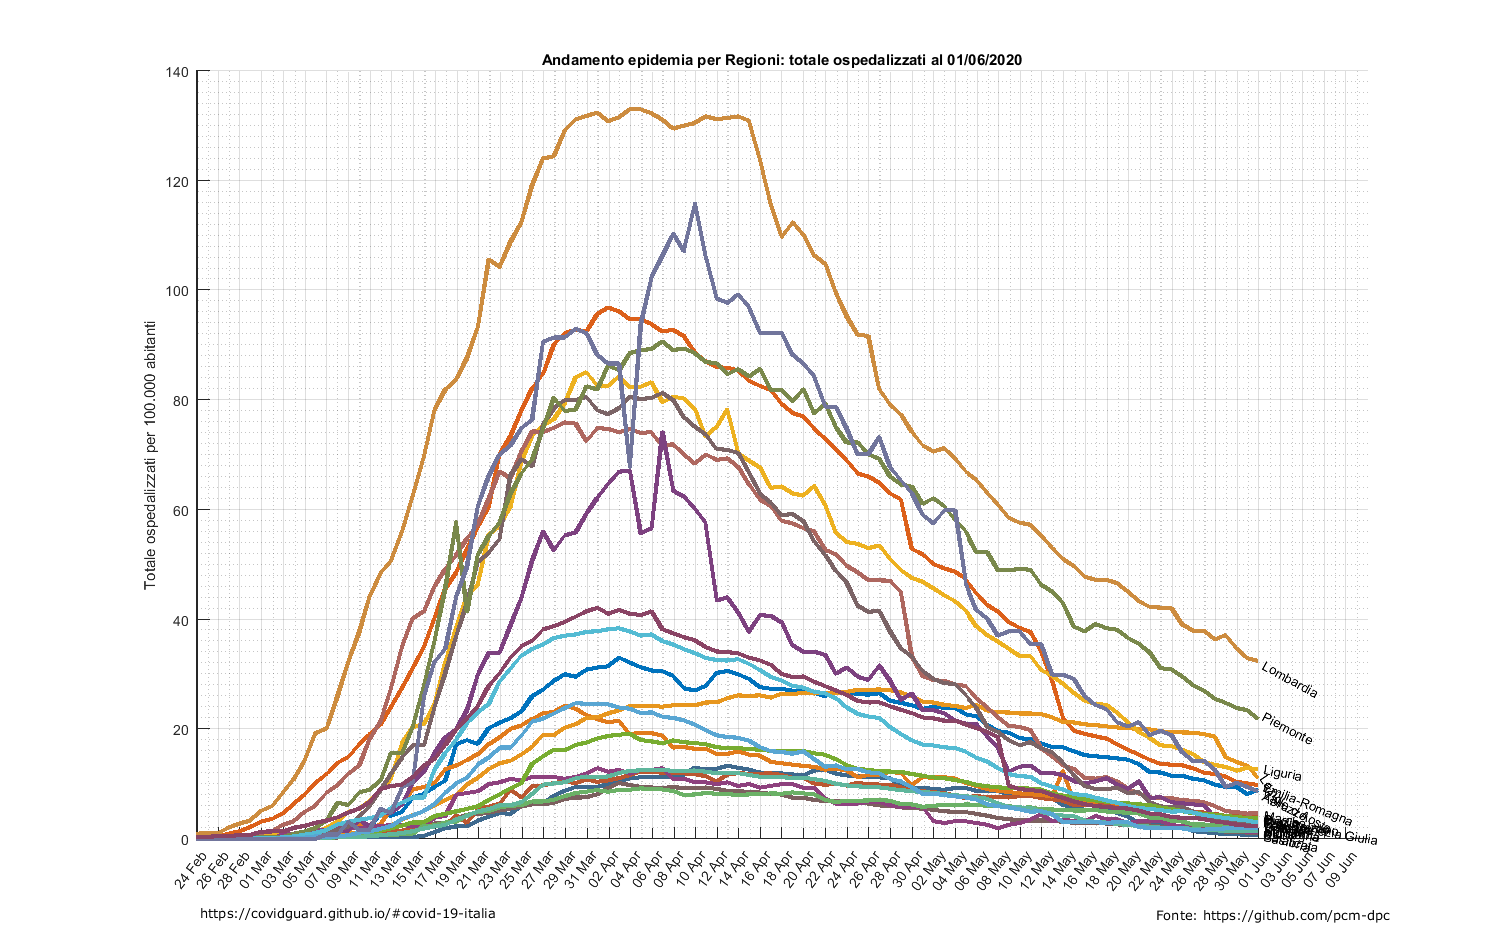 Andamento epidemia per Regioni: totale ospedalizzati al 01/06/2020
Totale ospedalizzati per 100.000 abitanti
140
120
100
80
60
40
20
0
Lombardia
Piemonte
Liguria
Emilia-Romagna
24 Feb
26 Feb
28 Feb
01 Mar
03 Mar
05 Mar
07 Mar
09 Mar
11 Mar
13 Mar
15 Mar
17 Mar
19 Mar
21 Mar
23 Mar
25 Mar
27 Mar
29 Mar
31 Mar
02 Apr
04 Apr
06 Apr
08 Apr
10 Apr
12 Apr
14 Apr
16 Apr
18 Apr
20 Apr
22 Apr
24 Apr
26 Apr
28 Apr
30 Apr
02 May
04 May
06 May
08 May
10 May
12 May
14 May
16 May
18 May
20 May
22 May
24 May
26 May
28 May
30 May
01 Jun
03 Jun
05 Jun
07 Jun
09 Jun
https://covidguard.github.io/#covid-19-italia
Fonte: https://github.com/pcm-dpc